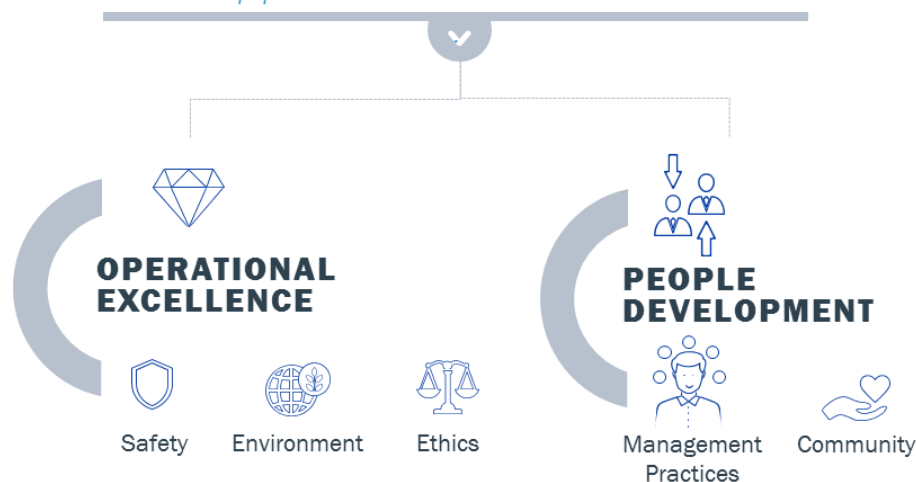 OPERATIONAL
EXCELLENCE
PEOPLE
DEVELOPMENT
Safety
Environment
Ethics
Management
Practices
Community